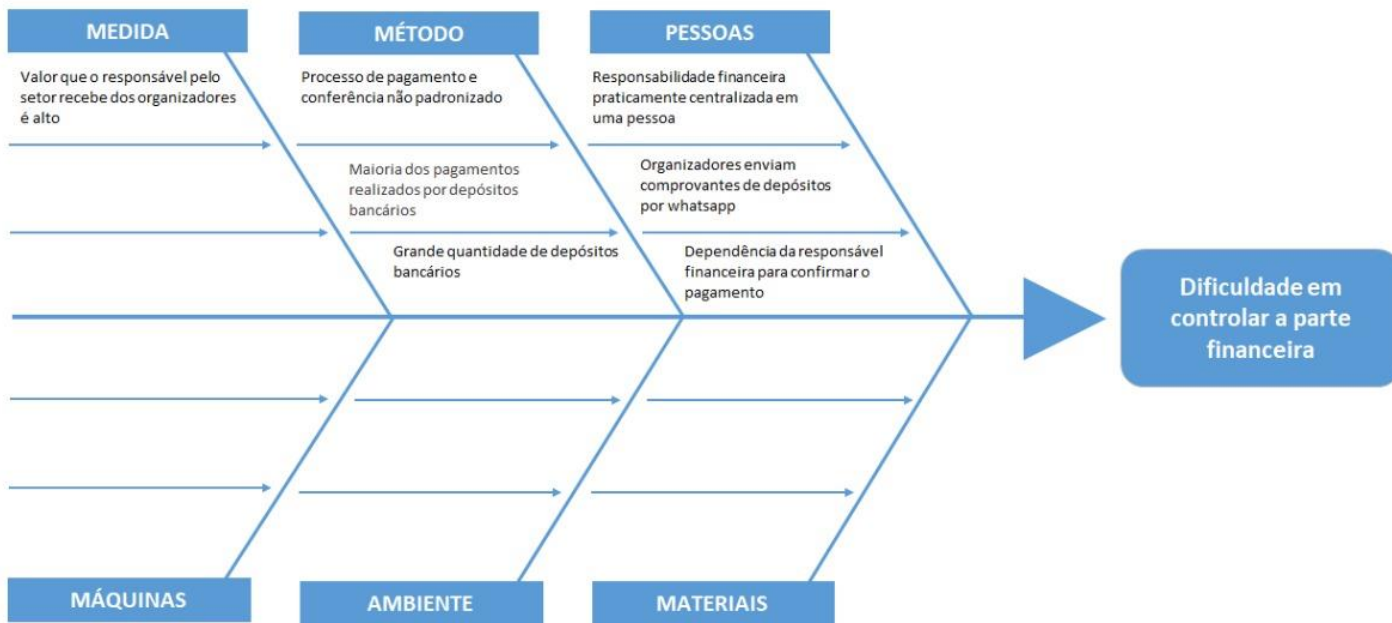 MEDIDA
MÉTODO
PESSOAS
Valor que o responsável pelo
setor recebe dos organizadores
é alto
Processo de pagamento e
conferência não padronizado
Responsabilidade financeira
praticamente centralizada em
uma pessoa
Maioria dos pagamentos
realizados por depósitos
bancários
Organizadores enviam
comprovantes de depósitos
por whatsapp
Grande quantidade de depósitos
bancários
Dependência da responsável
financeira para confirmar o
pagamento
Dificuldade em
controlar a parte
financeira
MÁQUINAS
AMBIENTE
MATERIAIS